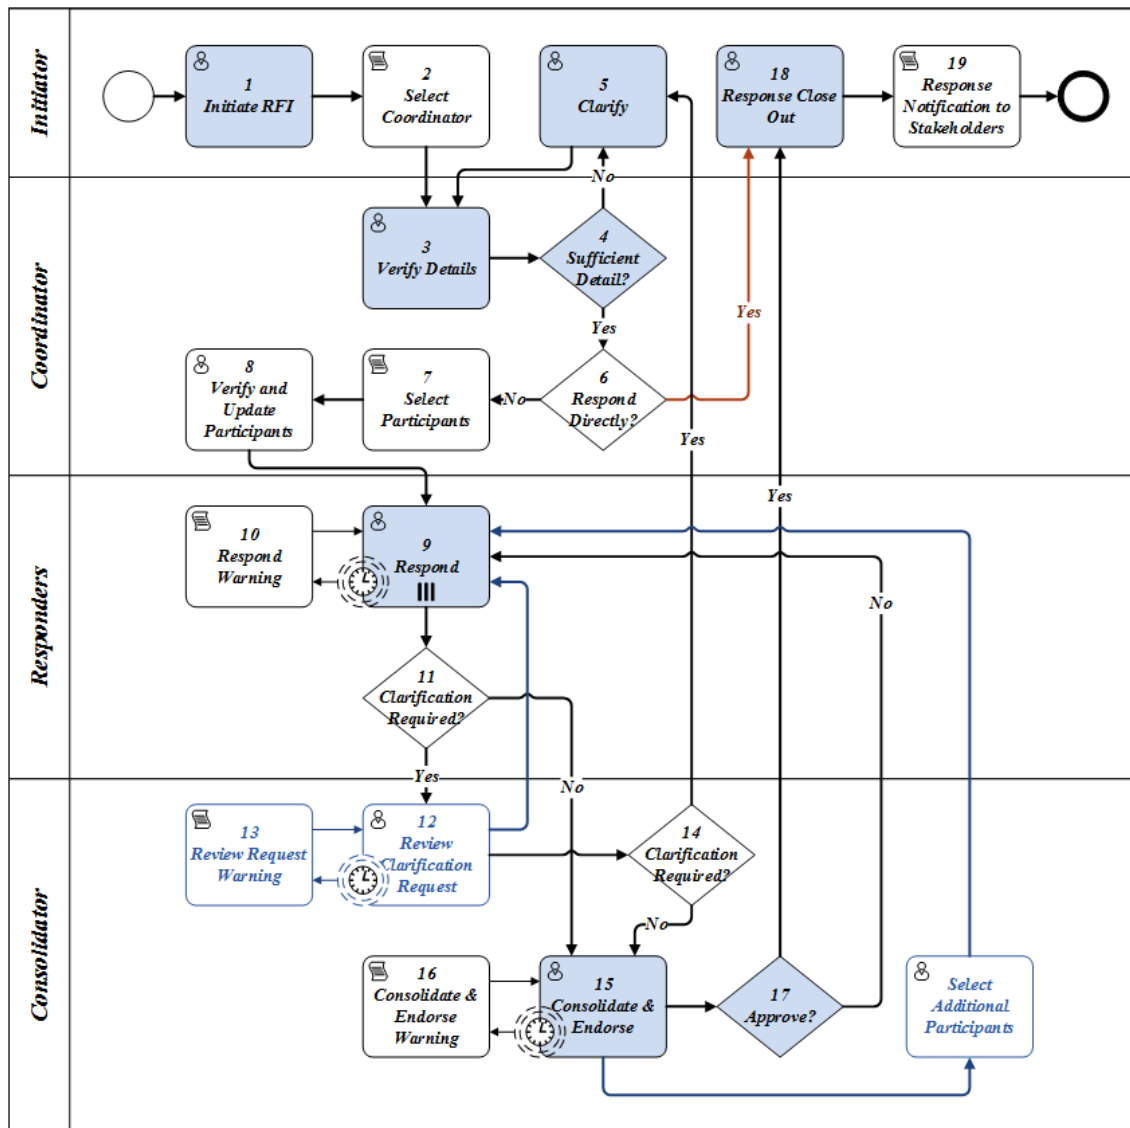 Initiator
1
Initiate RFI
2
Select
Coordinator
5
Clarify
18
Response Close
Out
19
Response
Notification to
Stakeholders
No
Coordinator
3
Verify Details
4
Sufficient
Detail?
Yes
Yes
8
Verify and
Update
Participants
7
Select
Participants
No
6
Respond
Directly?
Yes
Yes
Responders
10
Respond
Warning
9
Respond
No
11
Clarification
Required?
Yes
No
Consolidator
13
Review Request
Warning
12
Review
Clarification
Request
14
Clarification
Required?
No
16
Consolidate &
Endorse
Warning
15
Consolidate &
Endorse
17
Approve?
Select
Additional
Participants